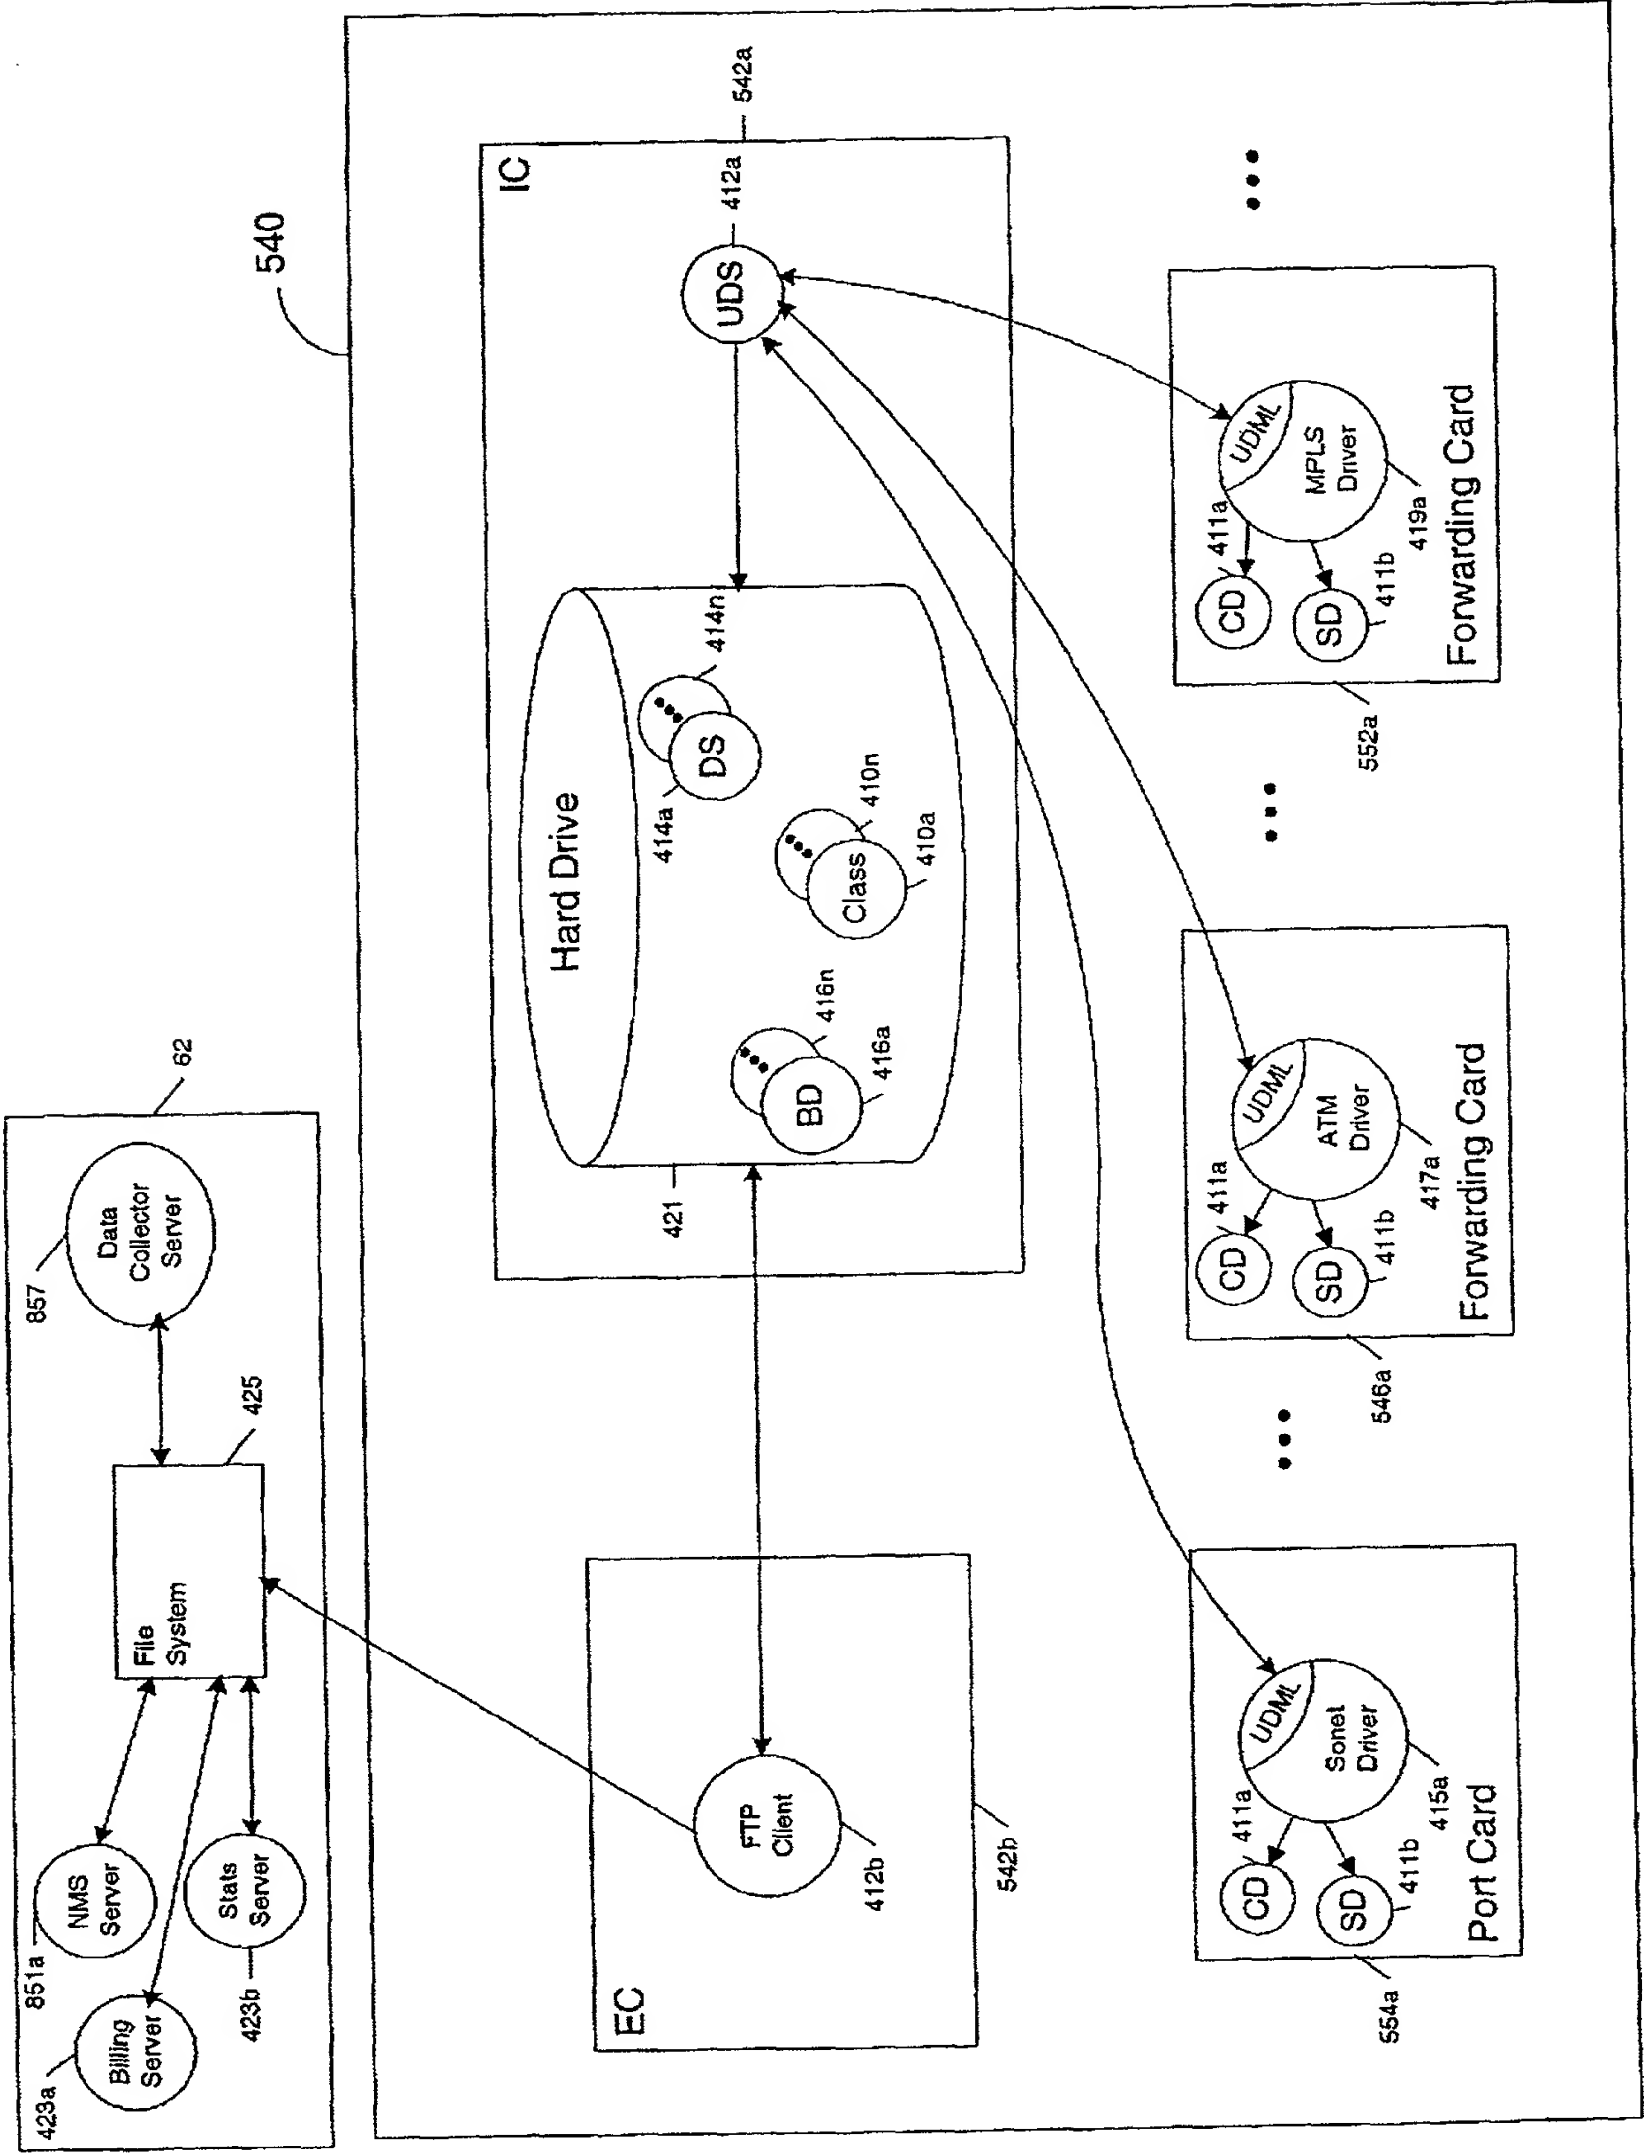 423a
Billing
Server
851a
NMS
Server
423b
Stats
Server
File
System
425
857
Data
Collector
Server
62
540
EC
FTP
Client
412b
542b
421
Hard Drive
BD
416n
416a
414a
DS
414n
Class
410n
410a
IC
UDS
412a
542a
554a
CD
411a
SD
411b
UDML
Sonet
Driver
415a
Port Card
546a
CD
411a
SD
411b
UDML
ATM
Driver
417a
Forwarding Card
552a
CD
411a
SD
411b
UDML
MPLS
Driver
419a
Forwarding Card